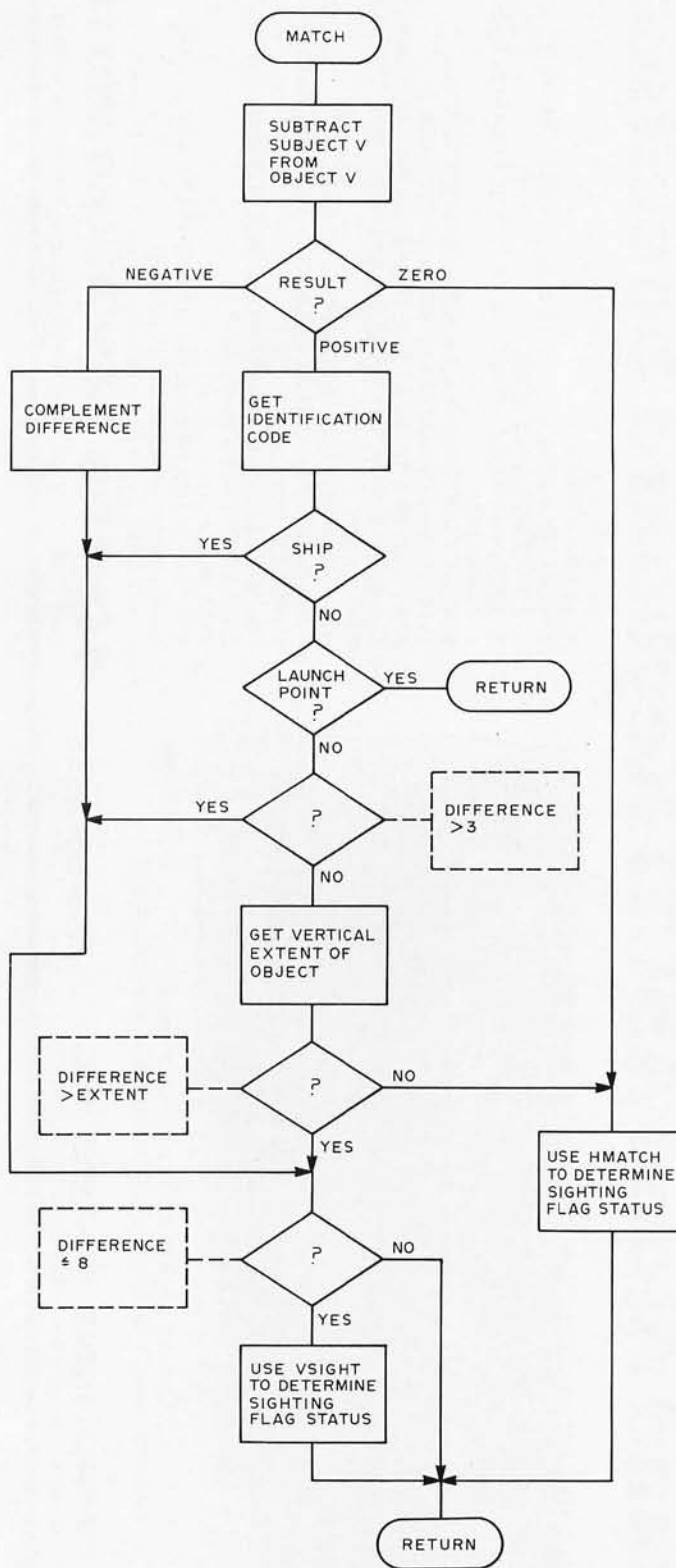 MATCH
SUBTRACT
SUBJECT V
FROM
OBJECT V
NEGATIVE
RESULT
?
ZERO
POSITIVE
COMPLEMENT
DIFFERENCE
GET
IDENTIFICATION
CODE
YES
SHIP
?
NO
LAUNCH
POINT
?
YES
RETURN
NO
YES
?
DIFFERENCE
>3
NO
GET VERTICAL
EXTENT OF
OBJECT
DIFFERENCE
>EXTENT
?
NO
YES
USE HMATCH
TO DETERMINE
SIGHTING
FLAG STATUS
DIFFERENCE
≤ 8
?
NO
YES
USE VSIGHT
TO DETERMINE
SIGHTING
FLAG STATUS
RETURN